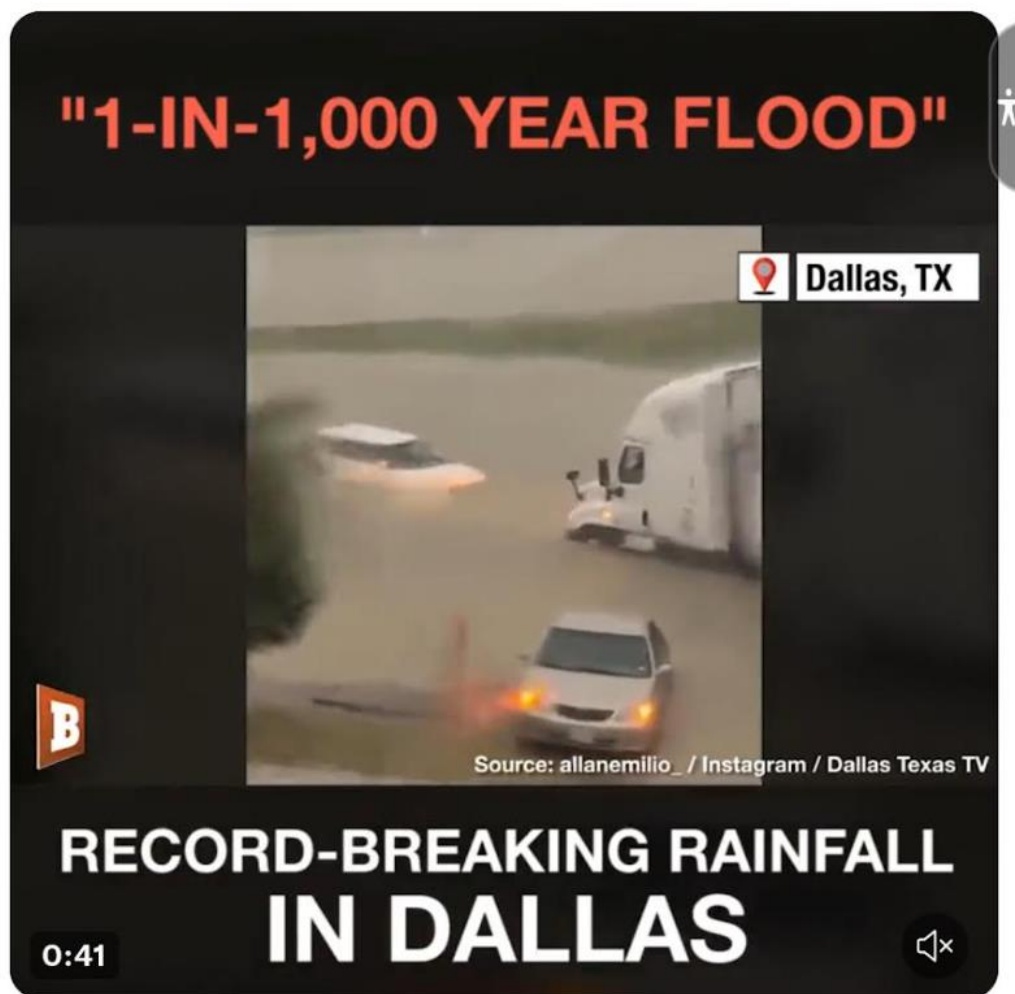 "1-IN-1,000 YEAR FLOOD"
Dallas, TX
B
Source: allanemilio_ / Instagram / Dallas Texas TV
RECORD-BREAKING RAINFALL
IN DALLAS
0:41